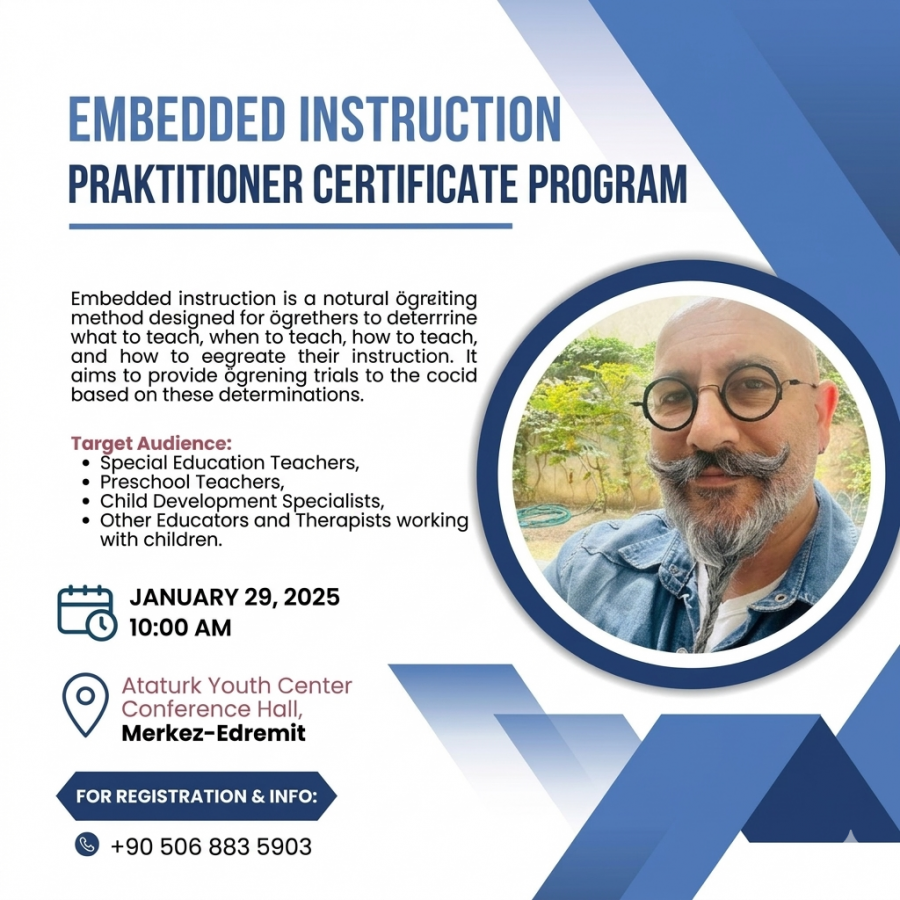 EMBEDDED INSTRUCTION
PRAKTITIONER CERTIFICATE PROGRAM
Embedded instruction is a notural ögreiting
method designed for ögrethers to deterrrine
what to teach, when to teach, how to teach,
and how to eegreate their instruction. It
aims to provide ögrening trials to the cocid
based on these determinations.
Target Audience:
• Special Education Teachers,
• Preschool Teachers,
• Child Development Specialists,
• Other Educators and Therapists working
with children.
JANUARY 29, 2025
10:00 AM
Ataturk Youth Center
Conference Hall,
Merkez-Edremit
FOR REGISTRATION & INFO:
+90 506 883 5903